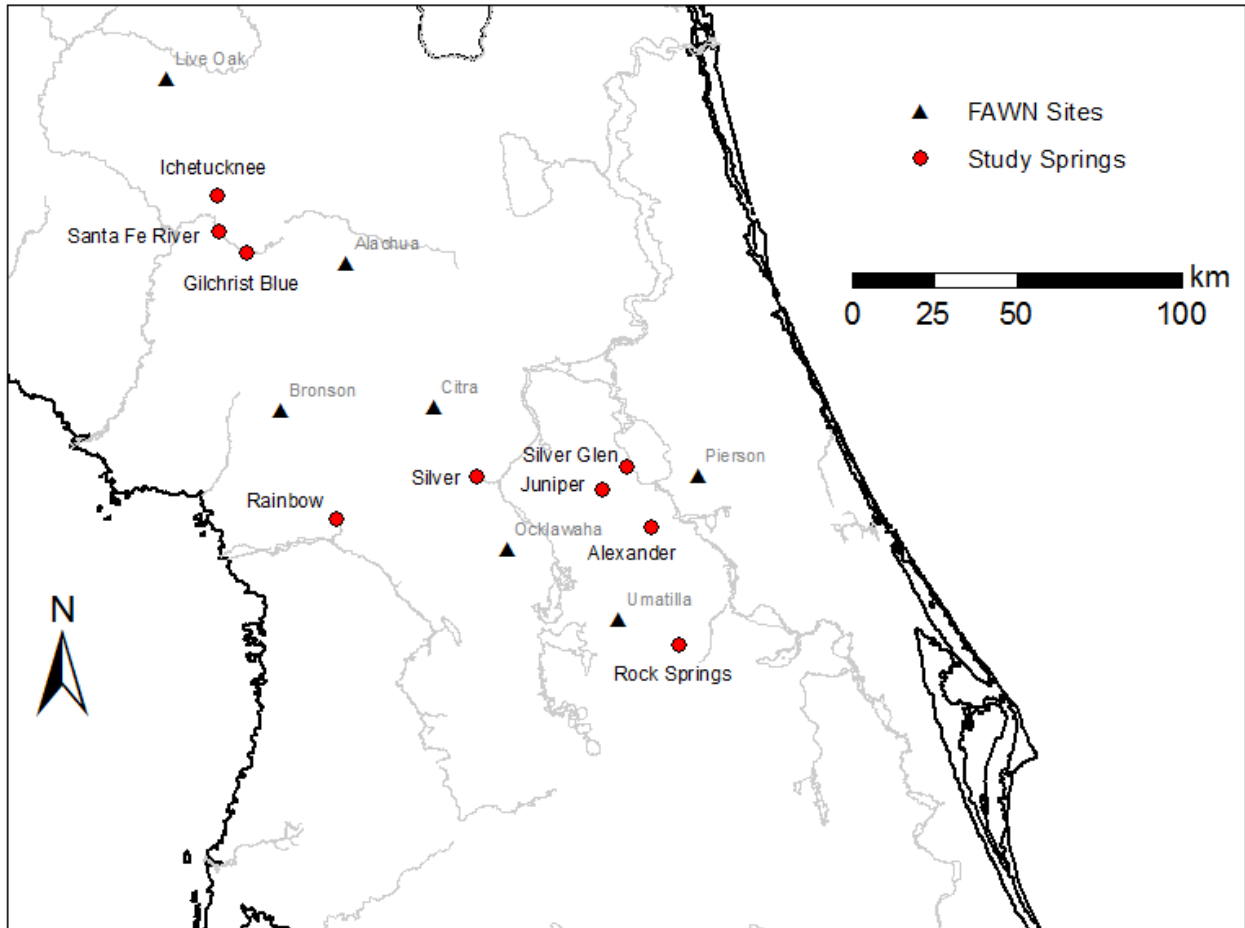 Live Oak
FAWN Sites
Study Springs
Ichetucknee
Santa Fe River
Alachua
Gilchrist Blue
km
0 25 50 100
Bronson
Citra
Silver Glen
Pierson
Silver
Juniper
Rainbow
Ocklawaha
Alexander
Umatilla
N
Rock Springs